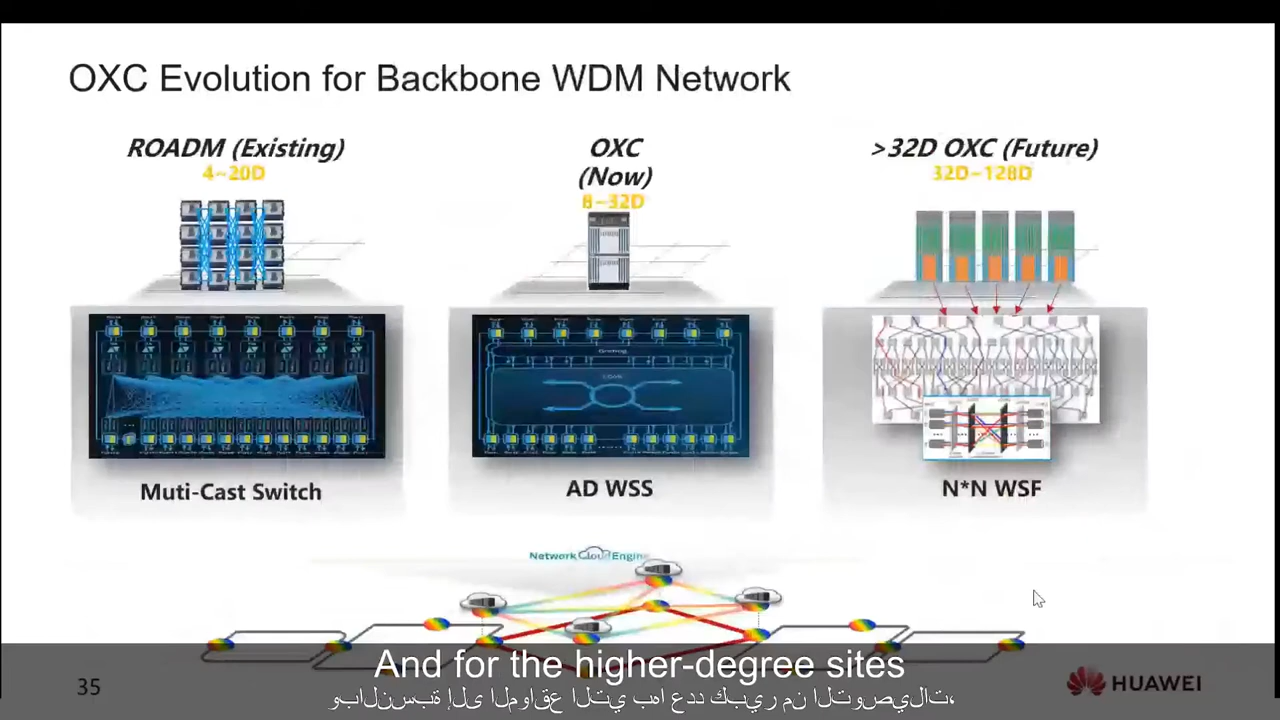 OXC Evolution for Backbone WDM Network
ROADM (Existing)
4~20D
OXC
(Now)
8~32D
>32D OXC (Future)
32D~128D
Muti-Cast Switch
AD WSS
N*N WSF
Network Cloud Engine
And for the higher-degree sites
وبالنسبة إلى المواقع التي بها عدد كبير من التوصيلات،
35
HUAWEI